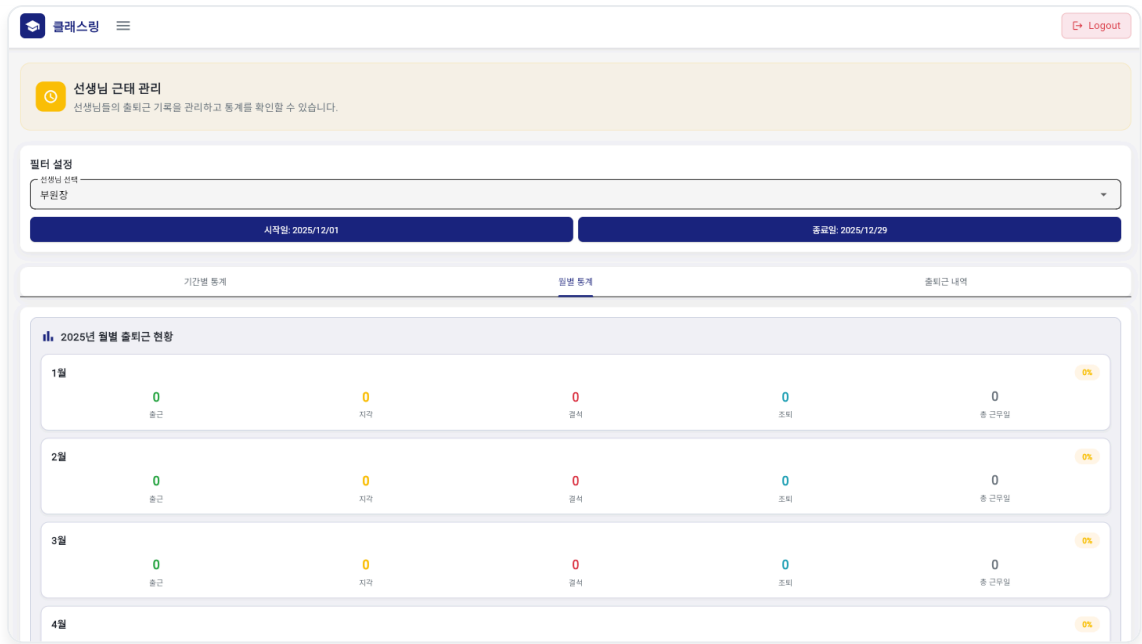 클래스링
Logout
선생님 근태 관리
선생님들의 출퇴근 기록을 관리하고 통계를 확인할 수 있습니다.
필터 설정
선생님 선택
부원장
시작일: 2025/12/01
종료일: 2025/12/29
기간별 통계
월별 통계
출퇴근 내역
2025년 월별 출퇴근 현황
1월
0%
0 0 0 0 0
출근 지각 결석 조퇴 총 근무일
2월
0%
0 0 0 0 0
출근 지각 결석 조퇴 총 근무일
3월
0%
0 0 0 0 0
출근 지각 결석 조퇴 총 근무일
4월
0%